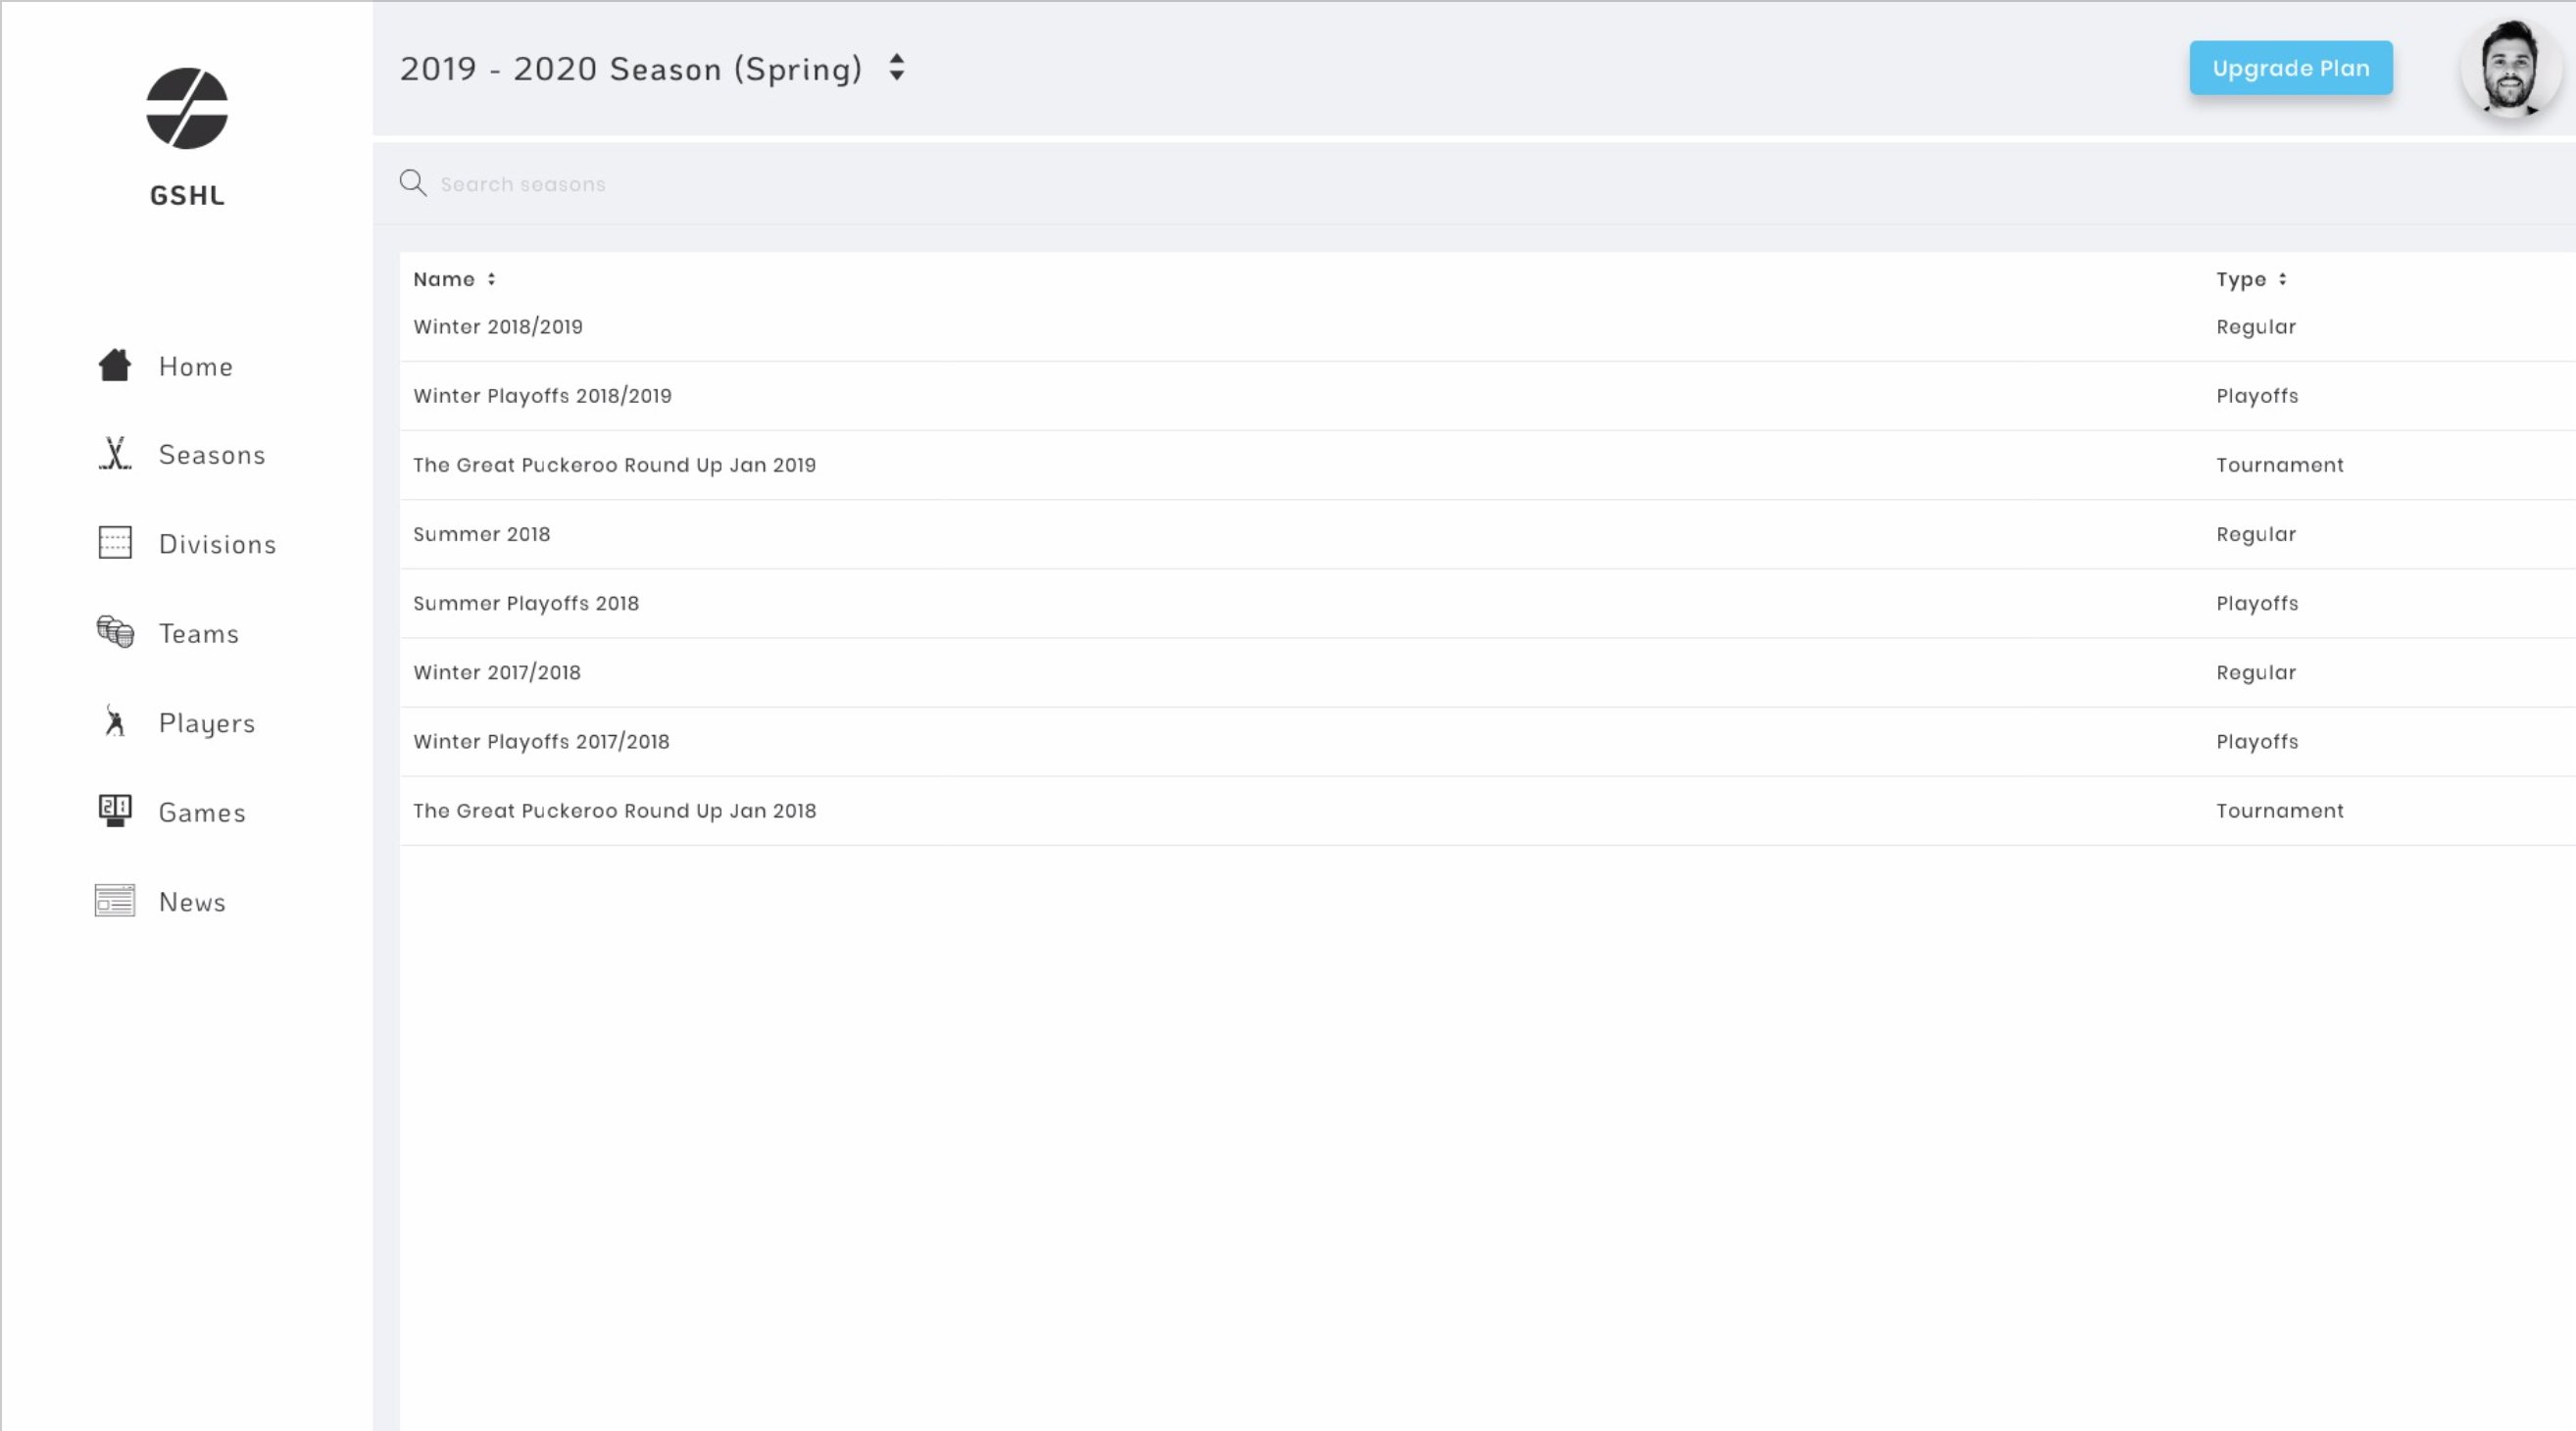 2019 - 2020 Season (Spring)
Upgrade Plan
GSHL
Search seasons
Home
Seasons
Divisions
Teams
Players
Games
News
Name Type
Winter 2018/2019 Regular
Winter Playoffs 2018/2019 Playoffs
The Great Puckeroo Round Up Jan 2019 Tournament
Summer 2018 Regular
Summer Playoffs 2018 Playoffs
Winter 2017/2018 Regular
Winter Playoffs 2017/2018 Playoffs
The Great Puckeroo Round Up Jan 2018 Tournament